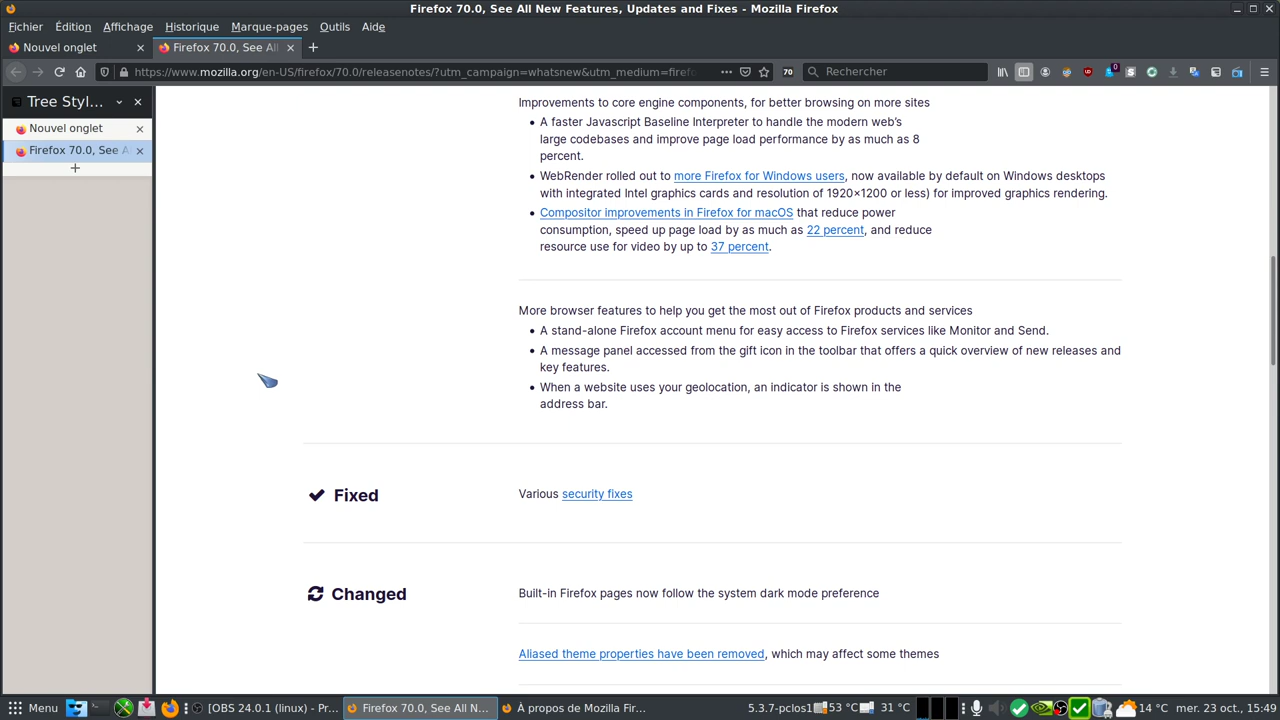 Firefox 70.0, See All New Features, Updates and Fixes - Mozilla Firefox
Fichier Édition Affichage Historique Marque-pages Outils Aide
Nouvel onglet Firefox 70.0, See All
https://www.mozilla.org/en-US/firefox/70.0/releasenotes/?utm_campaign=whatsnew&utm_medium=firefo 70 Rechercher 0
Tree Styl...
Nouvel onglet
Firefox 70.0, See A
Improvements to core engine components, for better browsing on more sites
A faster Javascript Baseline Interpreter to handle the modern web's
large codebases and improve page load performance by as much as 8
percent.
WebRender rolled out to more Firefox for Windows users, now available by default on Windows desktops
with integrated Intel graphics cards and resolution of 1920×1200 or less) for improved graphics rendering.
Compositor improvements in Firefox for macOS that reduce power
consumption, speed up page load by as much as 22 percent, and reduce
resource use for video by up to 37 percent.
More browser features to help you get the most out of Firefox products and services
A stand-alone Firefox account menu for easy access to Firefox services like Monitor and Send.
A message panel accessed from the gift icon in the toolbar that offers a quick overview of new releases and
key features.
When a website uses your geolocation, an indicator is shown in the
address bar.
Fixed
Various security fixes
Changed
Built-in Firefox pages now follow the system dark mode preference
Aliased theme properties have been removed, which may affect some themes
Menu [OBS 24.0.1 (linux) - Pr... Firefox 70.0, See All N... À propos de Mozilla Fir... 5.3.7-pclos1 53 °C 31 °C 14 °C mer. 23 oct., 15:49